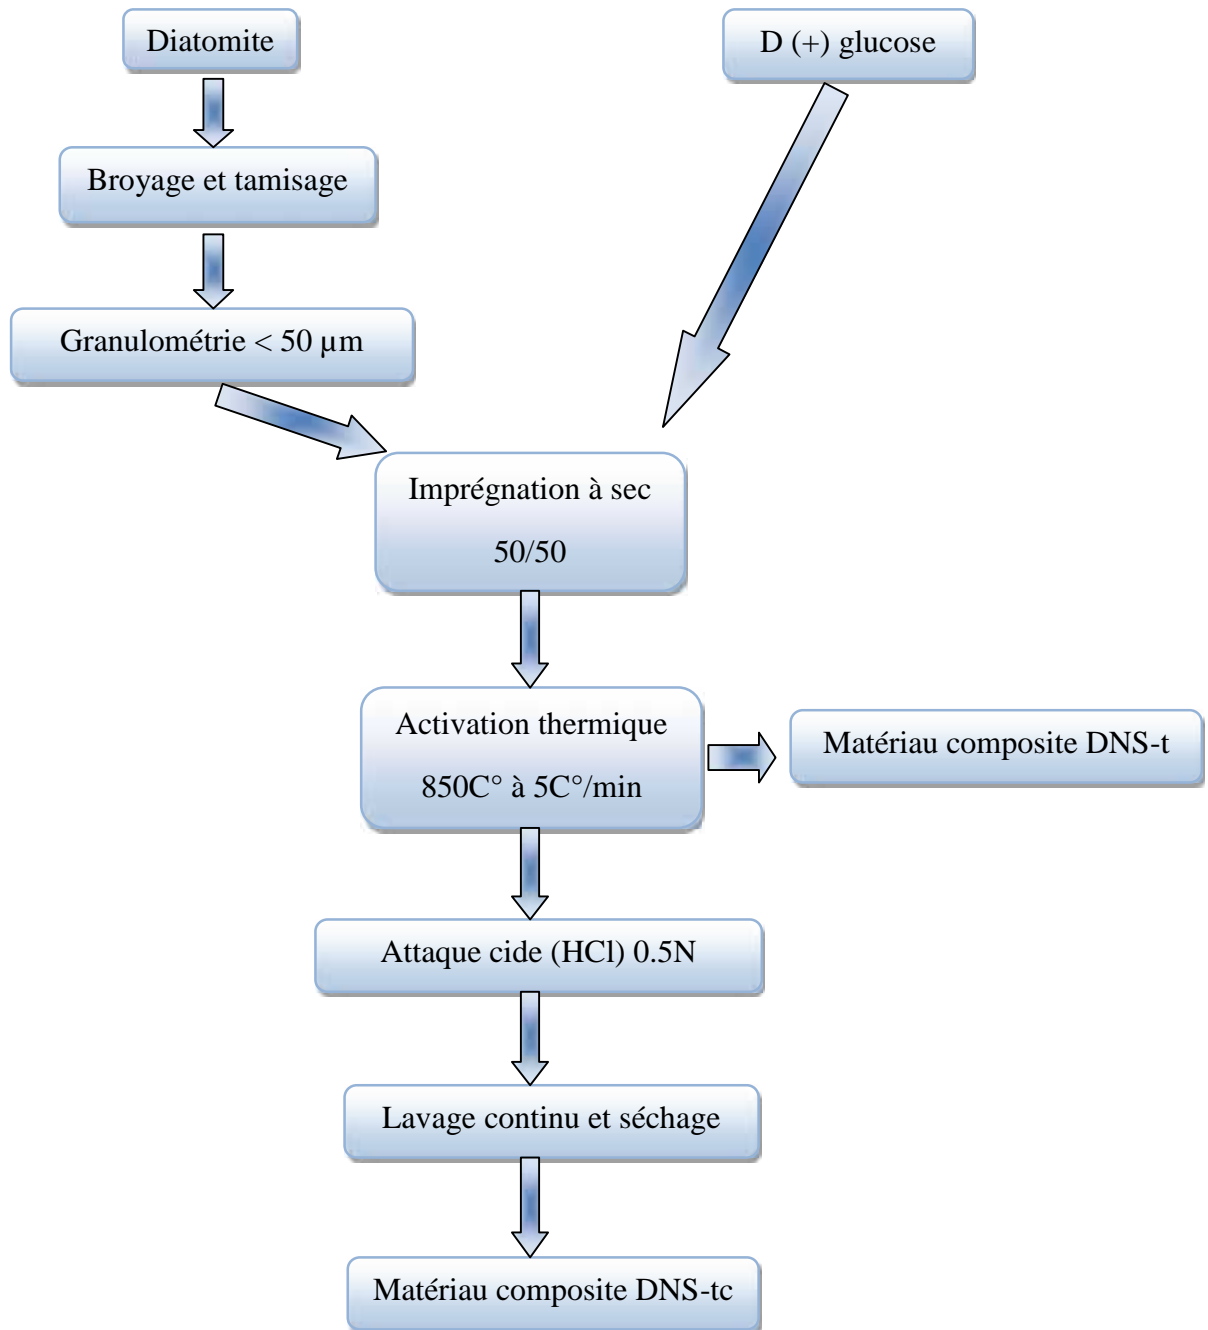 Diatomite
D (+) glucose
Broyage et tamisage
Granulométrie < 50 µm
Imprégnation à sec
50/50
Activation thermique
850C° à 5C°/min
Matériau composite DNS-t
Attaque cide (HCl) 0.5N
Lavage continu et séchage
Matériau composite DNS-tc